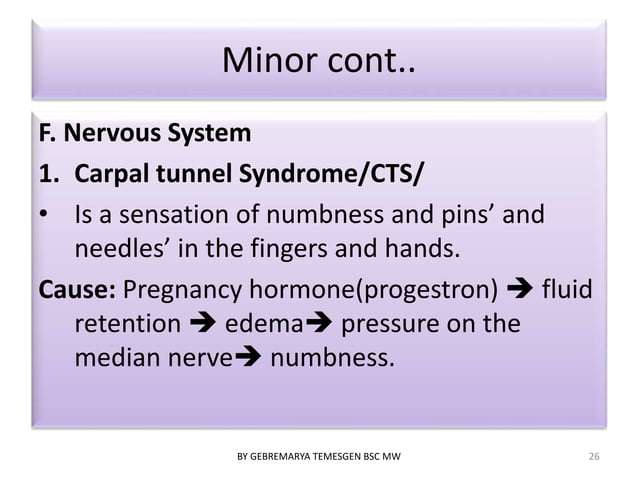 Minor cont..
F. Nervous System
1. Carpal tunnel Syndrome/CTS/
• Is a sensation of numbness and pins’ and
needles’ in the fingers and hands.
Cause: Pregnancy hormone(progestron) ➔ fluid
retention ➔ edema➔ pressure on the
median nerve➔ numbness.
BY GEBREMARYA TEMESGEN BSC MW
26